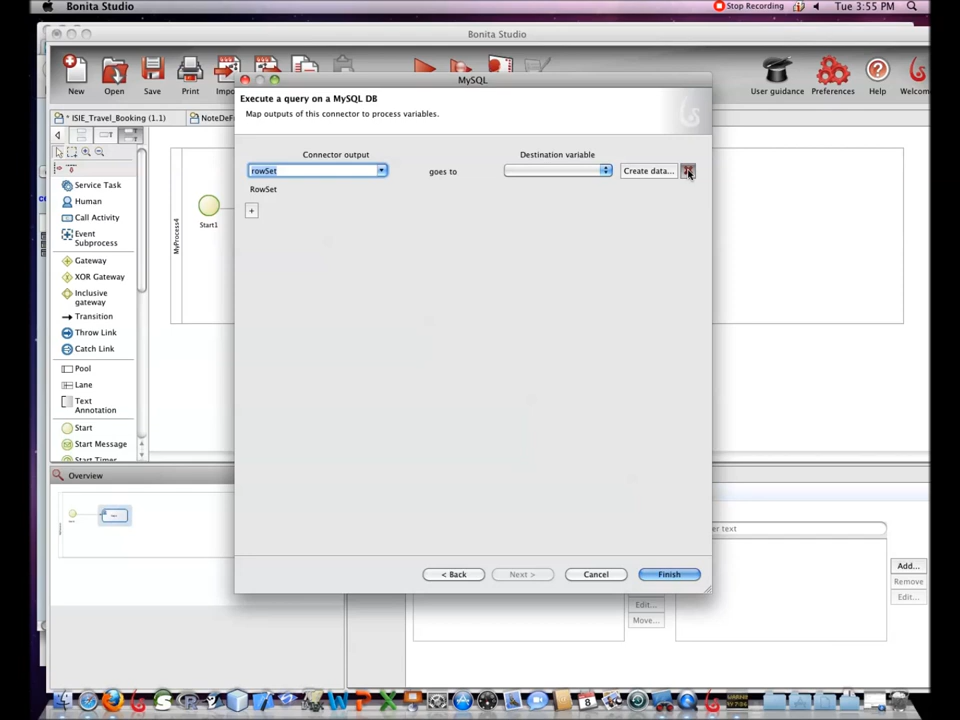 Bonita Studio
Stop Recording
Tue 3:55 PM
Bonita Studio
New
Open
Save
Print
User guidance
Preferences
Help
* ISIE_Travel_Booking (1.1)
MySQL
Execute a query on a MySQL DB
Map outputs of this connector to process variables.
Connector output
Destination variable
rowSet
goes to
Create data...
RowSet
+
Service Task
Human
Call Activity
Event
Subprocess
Gateway
XOR Gateway
Inclusive
gateway
Transition
Throw Link
Catch Link
Pool
Lane
Text
Annotation
Start
Start Message
Start Timer
MyProcess4
Start1
Overview
Add...
Remove
Edit...
Edit...
Move...
< Back
Next >
Cancel
Finish